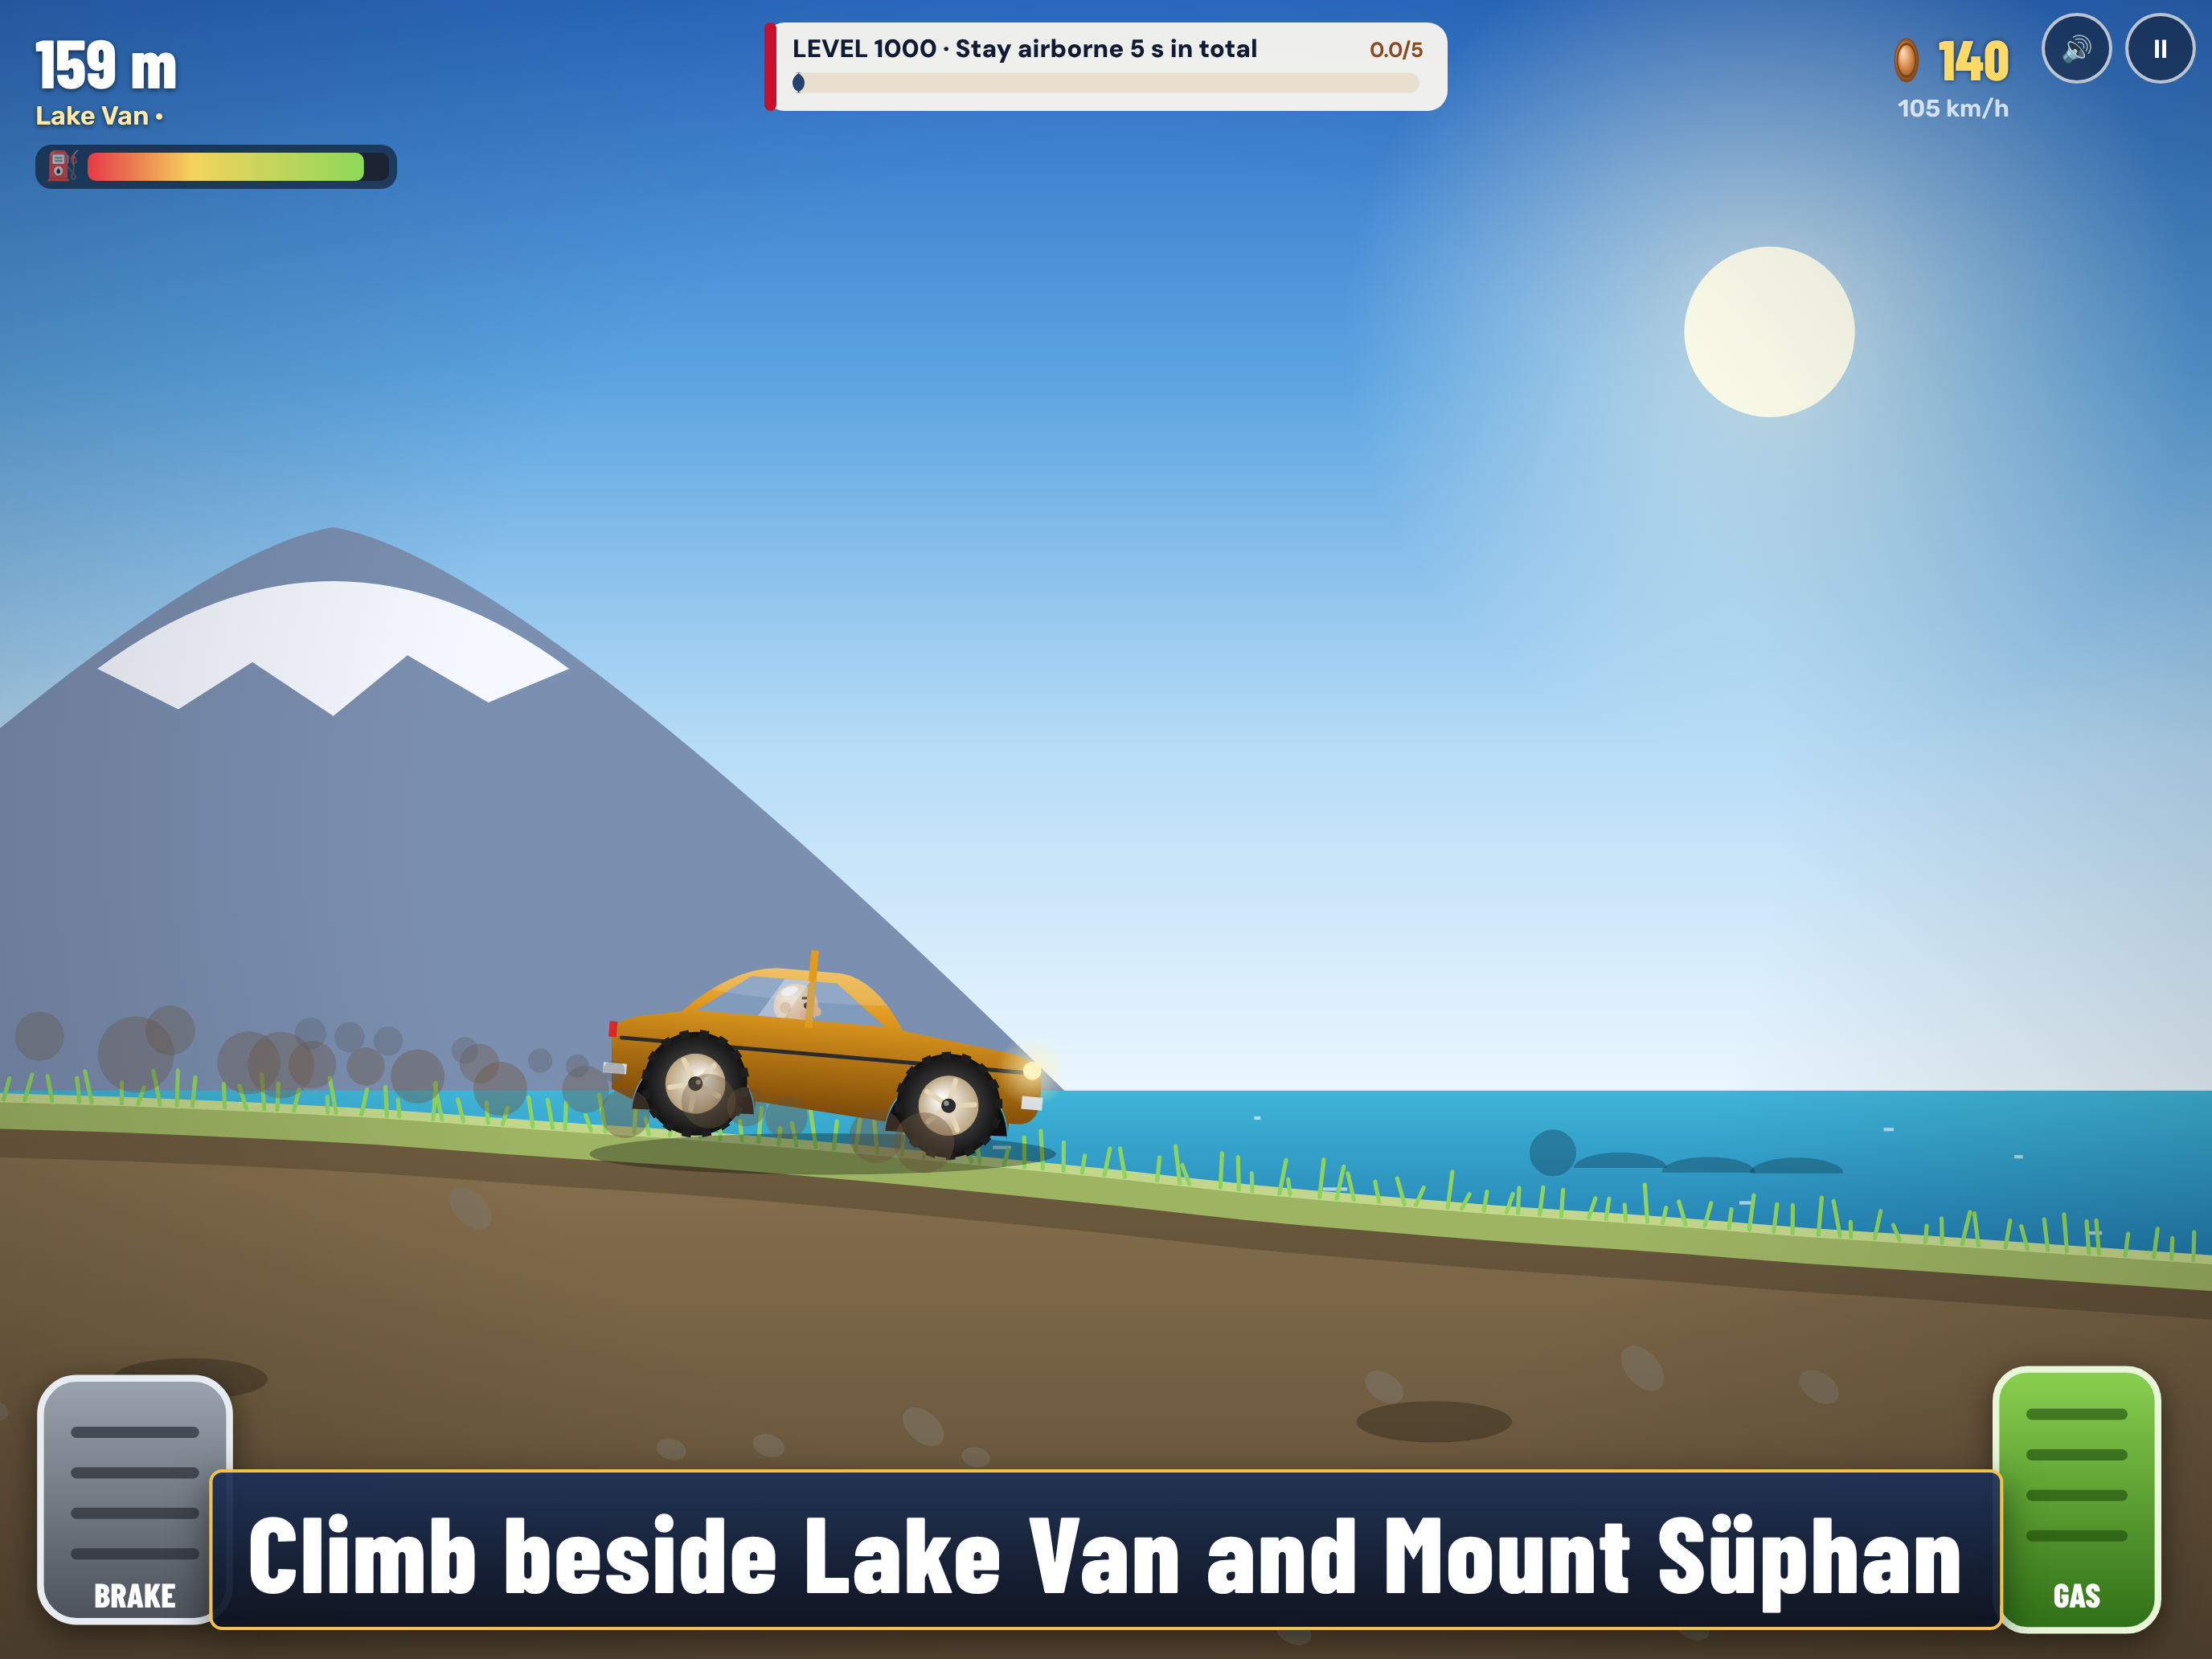 159 m
Lake Van •
LEVEL 1000 · Stay airborne 5 s in total 0.0/5
140
105 km/h
BRAKE
Climb beside Lake Van and Mount Süphan
GAS